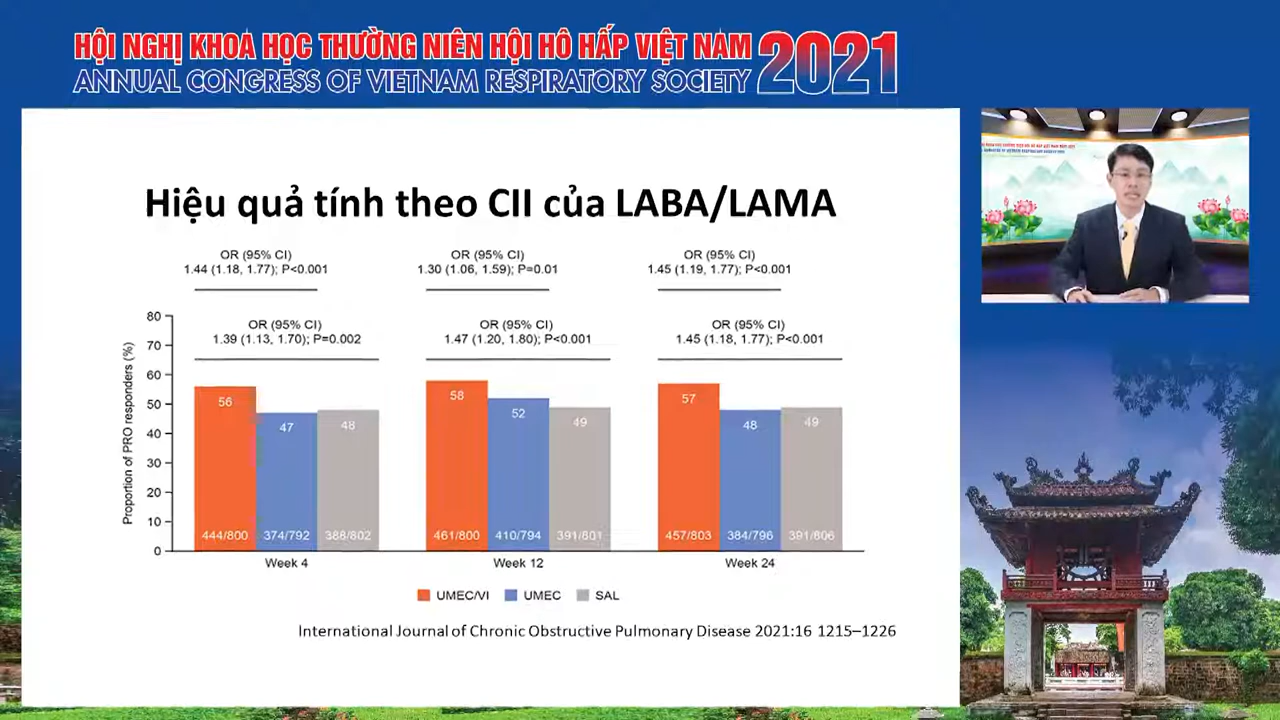 HỘI NGHỊ KHOA HỌC THƯỜNG NIÊN HỘI HÔ HẤP VIỆT NAM 2021
ANNUAL CONGRESS OF VIETNAM RESPIRATORY SOCIETY
Hiệu quả tính theo CII của LABA/LAMA
OR (95% CI)
1.44 (1.18, 1.77); P<0.001
OR (95% CI)
1.30 (1.06, 1.59); P=0.01
OR (95% CI)
1.45 (1.19, 1.77); P<0.001
OR (95% CI)
1.39 (1.13, 1.70); P=0.002
OR (95% CI)
1.47 (1.20, 1.80); P<0.001
OR (95% CI)
1.45 (1.18, 1.77); P<0.001
Proportion of PRO responders (%)
80
70
60
50
40
30
20
10
0
56 47 48
58 52 49
57 48 49
444/800 374/792 388/802
461/800 410/794 391/801
457/803 384/796 391/806
Week 4 Week 12 Week 24
UMEC/VI UMEC SAL
International Journal of Chronic Obstructive Pulmonary Disease 2021:16 1215–1226